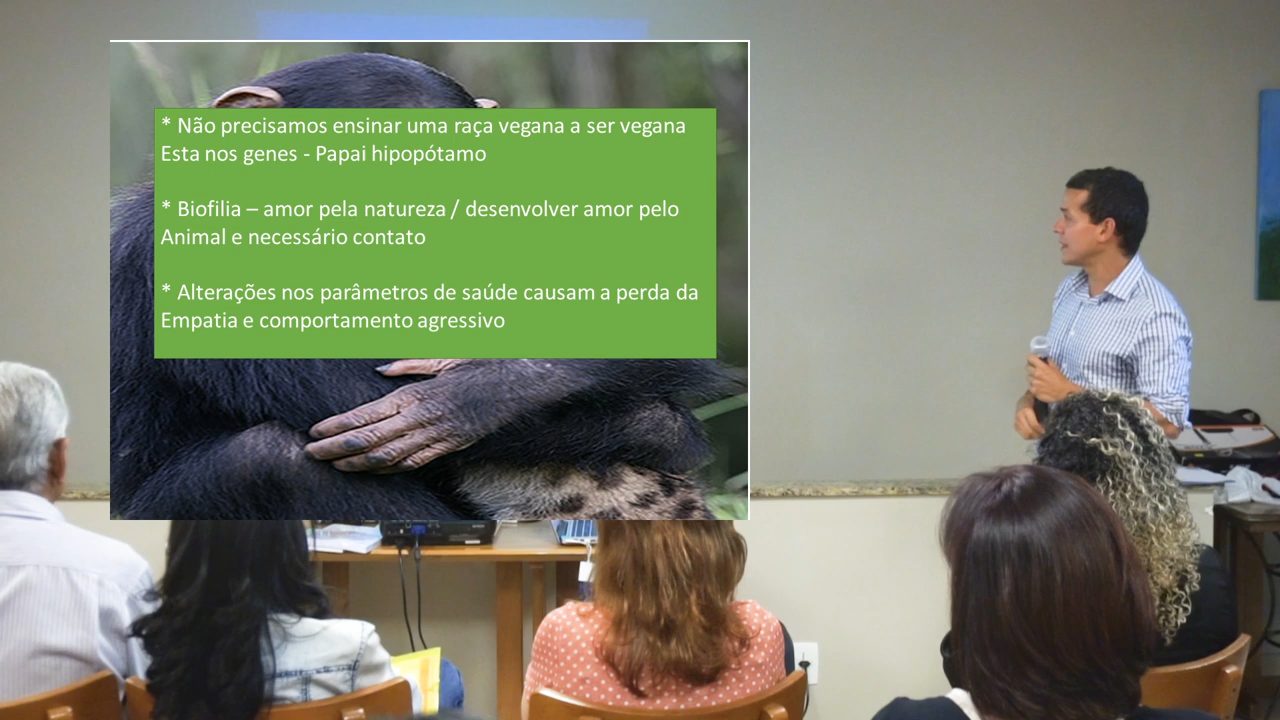 * Não precisamos ensinar uma raça vegana a ser vegana
Esta nos genes - Papai hipopótamo
* Biofilia – amor pela natureza / desenvolver amor pelo
Animal e necessário contato
* Alterações nos parâmetros de saúde causam a perda da
Empatia e comportamento agressivo